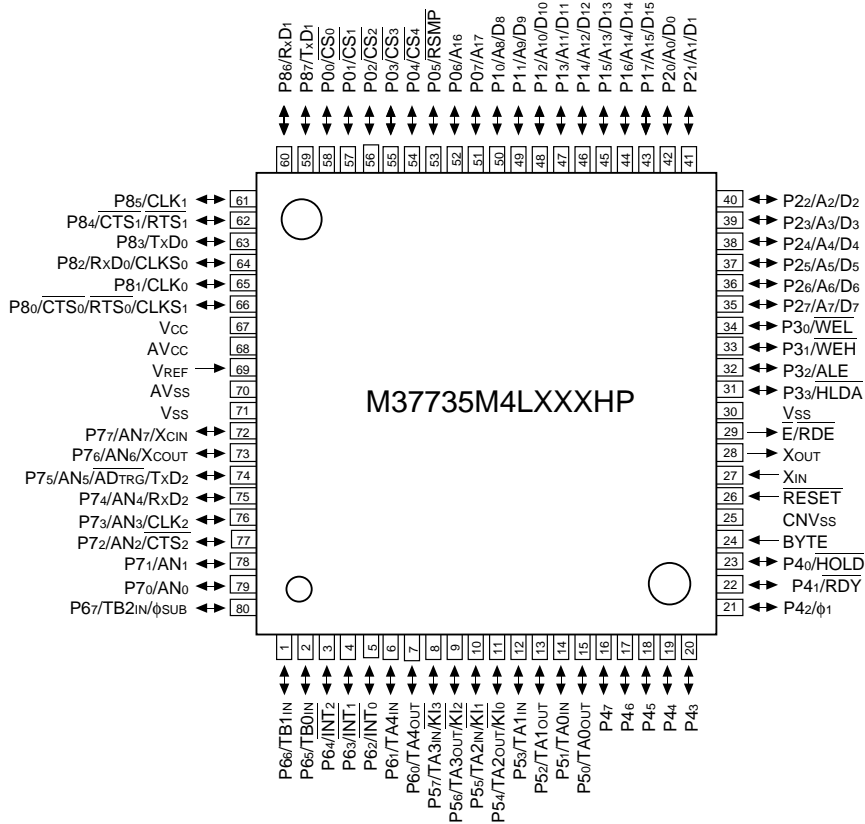 P86/RxD1
P87/TxD1
P00/CS0
P01/CS1
P02/CS2
P03/CS3
P04/CS4
P05/RSMP
P06/A16
P07/A17
P10/A8/D8
P11/A9/D9
P12/A10/D10
P13/A11/D11
P14/A12/D12
P15/A13/D13
P16/A14/D14
P17/A15/D15
P20/A0/D0
P21/A1/D1
60 59 58 57 56 55 54 53 52 51 50 49 48 47 46 45 44 43 42 41
P85/CLK1 61
P84/CTS1/RTS1 62
P83/TxD0 63
P82/RxD0/CLKS0 64
P81/CLK0 65
P80/CTS0/RTS0/CLKS1 66
VCC 67
AVCC 68
VREF 69
AVSS 70
VSS 71
P77/AN7/XCIN 72
P76/AN6/XCOUT 73
P75/AN5/ADTRG/TxD2 74
P74/AN4/RxD2 75
P73/AN3/CLK2 76
P72/AN2/CTS2 77
P71/AN1 78
P70/AN0 79
P67/TB2IN/ϕSUB 80
M37735M4LXXXHP
40 P22/A2/D2
39 P23/A3/D3
38 P24/A4/D4
37 P25/A5/D5
36 P26/A6/D6
35 P27/A7/D7
34 P30/WEL
33 P31/WEH
32 P32/ALE
31 P33/HLDA
30 VSS
29 E/RDE
28 XOUT
27 XIN
26 RESET
25 CNVSS
24 BYTE
23 P40/HOLD
22 P41/RDY
21 P42/ϕ1
1 2 3 4 5 6 7 8 9 10 11 12 13 14 15 16 17 18 19 20
P66/TB1IN
P65/TB0IN
P64/INT2
P63/INT1
P62/INT0
P61/TA4IN
P60/TA4OUT
P57/TA3IN/KI3
P56/TA3OUT/KI2
P55/TA2IN/KI1
P54/TA2OUT/KI0
P53/TA1IN
P52/TA1OUT
P51/TA0IN
P50/TA0OUT
P47
P46
P45
P44
P43